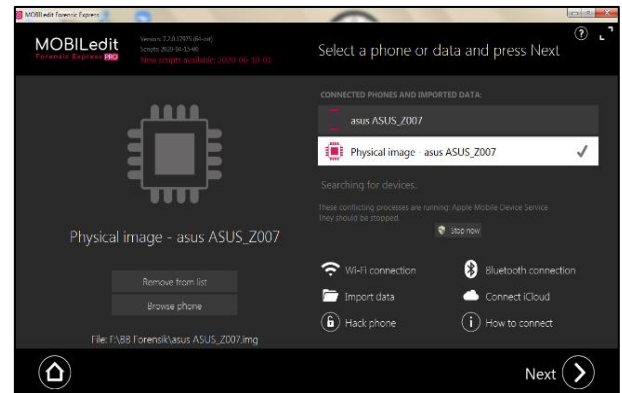 MOBILedit Forensic Express
MOBILedit
Forensic Express PRO
Version: 7.2.0.17975 (64-bit)
Scripts: 2020-04-15-00
New scripts available: 2020-06-10-01
Select a phone or data and press Next
CONNECTED PHONES AND IMPORTED DATA:
asus ASUS_Z007
Physical image - asus ASUS_Z007
Searching for devices.
These conflicting processes are running: Apple Mobile Device Service
They should be stopped.
Stop now
Physical image - asus ASUS_Z007
Remove from list
Browse phone
File: F:\BB Forensik\asus ASUS_Z007.img
Wi-Fi connection
Bluetooth connection
Import data
Connect iCloud
Hack phone
How to connect
Next